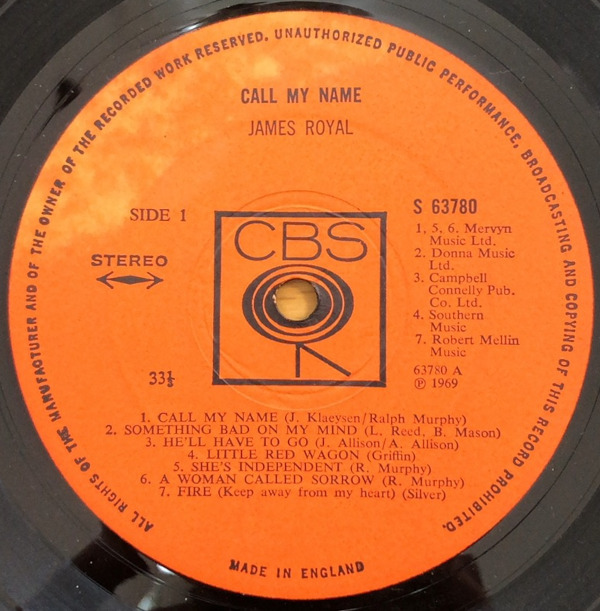 ALL RIGHTS OF THE MANUFACTURER AND OF THE OWNER OF THE RECORDED WORK RESERVED. UNAUTHORIZED PUBLIC PERFORMANCE, BROADCASTING AND COPYING OF THIS RECORD PROHIBITED.
CALL MY NAME
JAMES ROYAL
SIDE 1
STEREO
33⅓
CBS
S 63780
1, 5, 6. Mervyn
Music Ltd.
2. Donna Music
Ltd.
3. Campbell
Connelly Pub.
Co. Ltd.
4. Southern
Music
7. Robert Mellin
Music
63780 A
℗ 1969
1. CALL MY NAME (J. Klaeysen/Ralph Murphy)
2. SOMETHING BAD ON MY MIND (L. Reed, B. Mason)
3. HE'LL HAVE TO GO (J. Allison/A. Allison)
4. LITTLE RED WAGON (Griffin)
5. SHE'S INDEPENDENT (R. Murphy)
6. A WOMAN CALLED SORROW (R. Murphy)
7. FIRE (Keep away from my heart) (Silver)
MADE IN ENGLAND